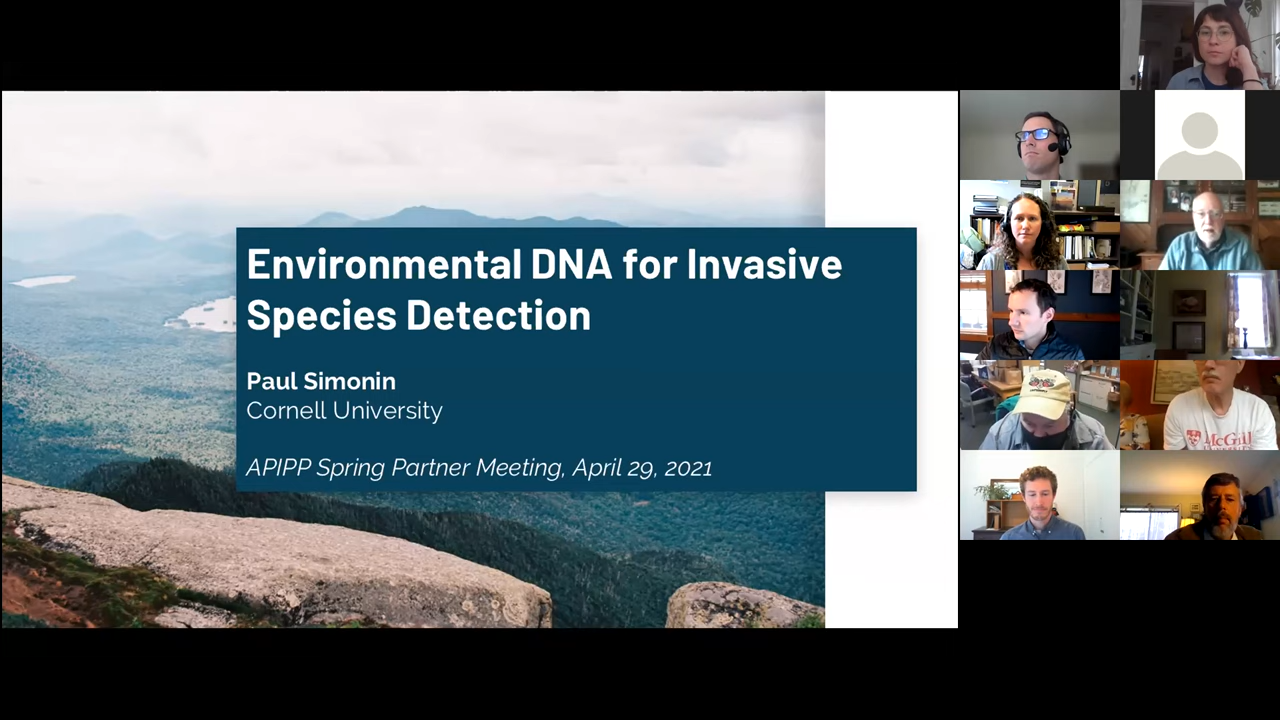 Environmental DNA for Invasive
Species Detection
Paul Simonin
Cornell University
APIPP Spring Partner Meeting, April 29, 2021
McGill